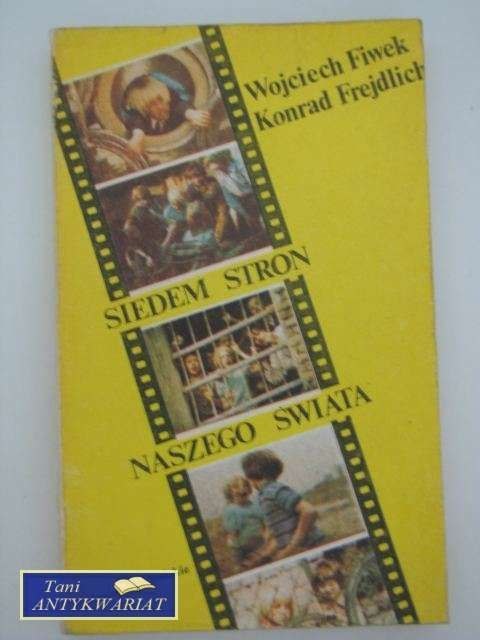 Wojciech Fiwek
Konrad Frejdlich
SIEDEM STRON
NASZEGO ŚWIATA
Tani
ANTYKWARIAT